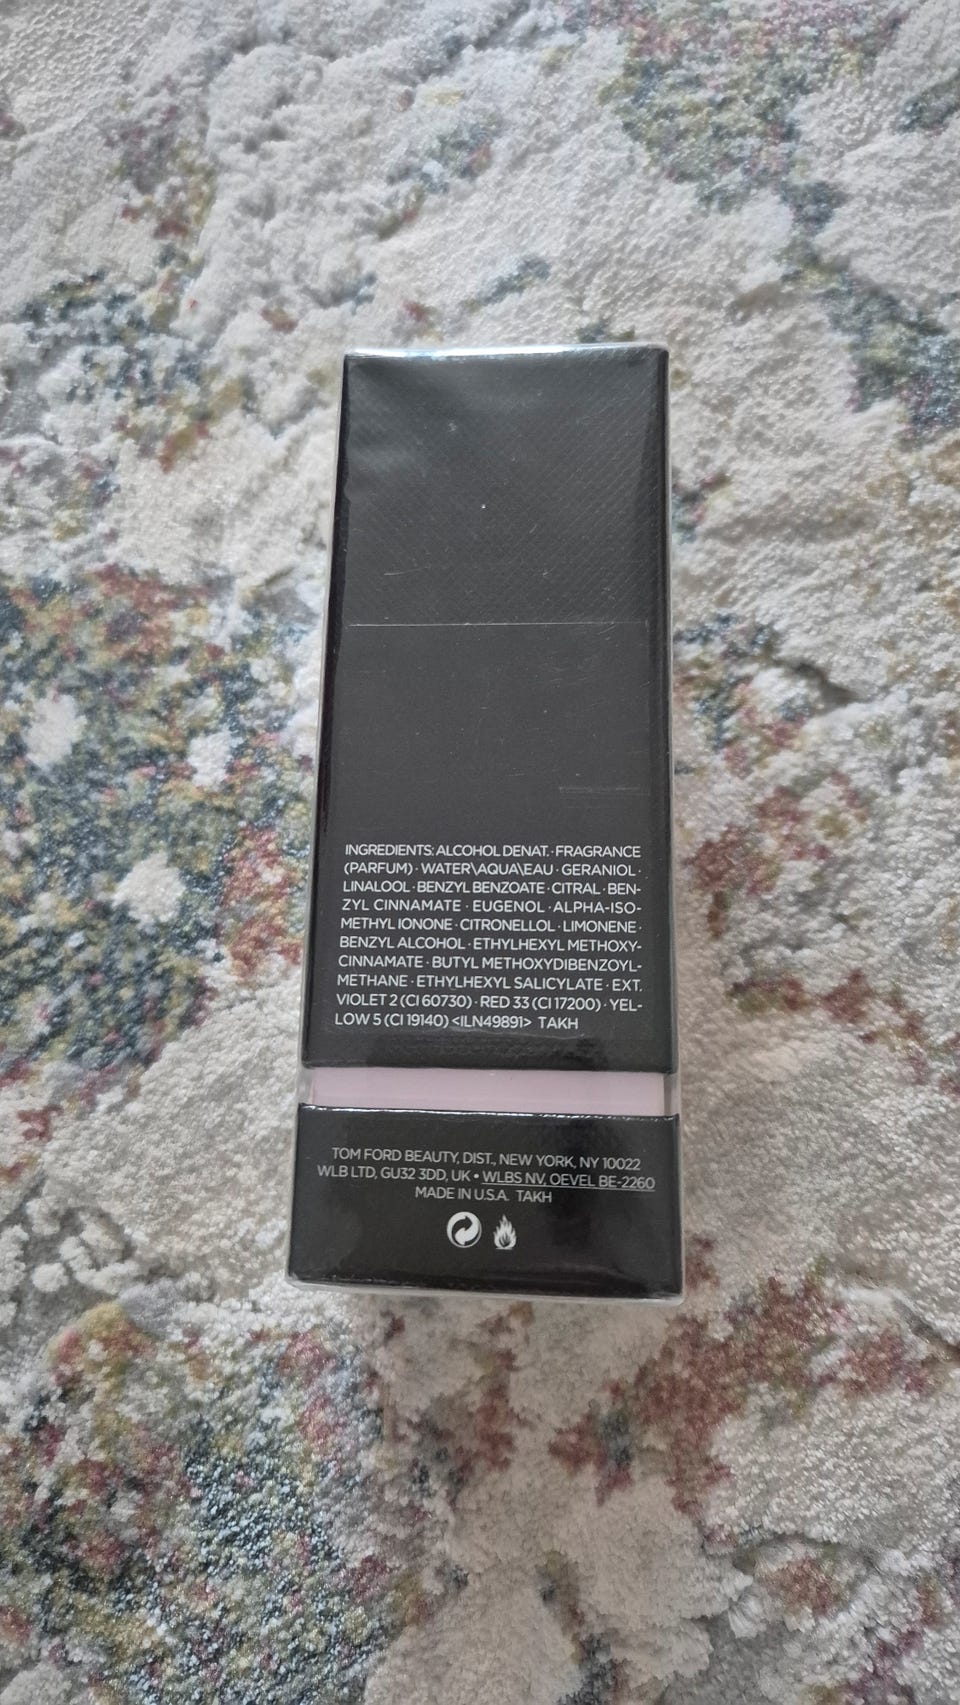 INGREDIENTS: ALCOHOL DENAT. · FRAGRANCE
(PARFUM) · WATER\AQUA\EAU · GERANIOL ·
LINALOOL · BENZYL BENZOATE · CITRAL · BEN-
ZYL CINNAMATE · EUGENOL · ALPHA-ISO-
METHYL IONONE · CITRONELLOL · LIMONENE ·
BENZYL ALCOHOL · ETHYLHEXYL METHOXY-
CINNAMATE · BUTYL METHOXYDIBENZOYL-
METHANE · ETHYLHEXYL SALICYLATE · EXT.
VIOLET 2 (CI 60730) · RED 33 (CI 17200) · YEL-
LOW 5 (CI 19140) <ILN49891> TAKH
TOM FORD BEAUTY, DIST., NEW YORK, NY 10022
WLB LTD, GU32 3DD, UK • WLBS NV, OEVEL BE-2260
MADE IN U.S.A. TAKH